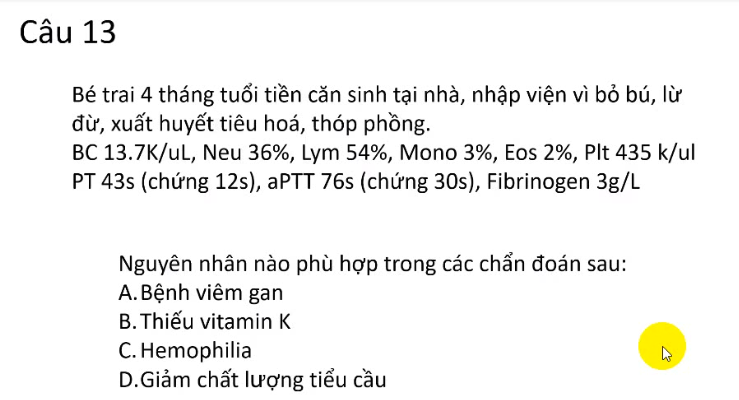 Câu 13
Bé trai 4 tháng tuổi tiền căn sinh tại nhà, nhập viện vì bỏ bú, lừ
đừ, xuất huyết tiêu hoá, thóp phồng.
BC 13.7K/uL, Neu 36%, Lym 54%, Mono 3%, Eos 2%, Plt 435 k/ul
PT 43s (chứng 12s), aPTT 76s (chứng 30s), Fibrinogen 3g/L
Nguyên nhân nào phù hợp trong các chẩn đoán sau:
A.Bệnh viêm gan
B.Thiếu vitamin K
C.Hemophilia
D.Giảm chất lượng tiểu cầu